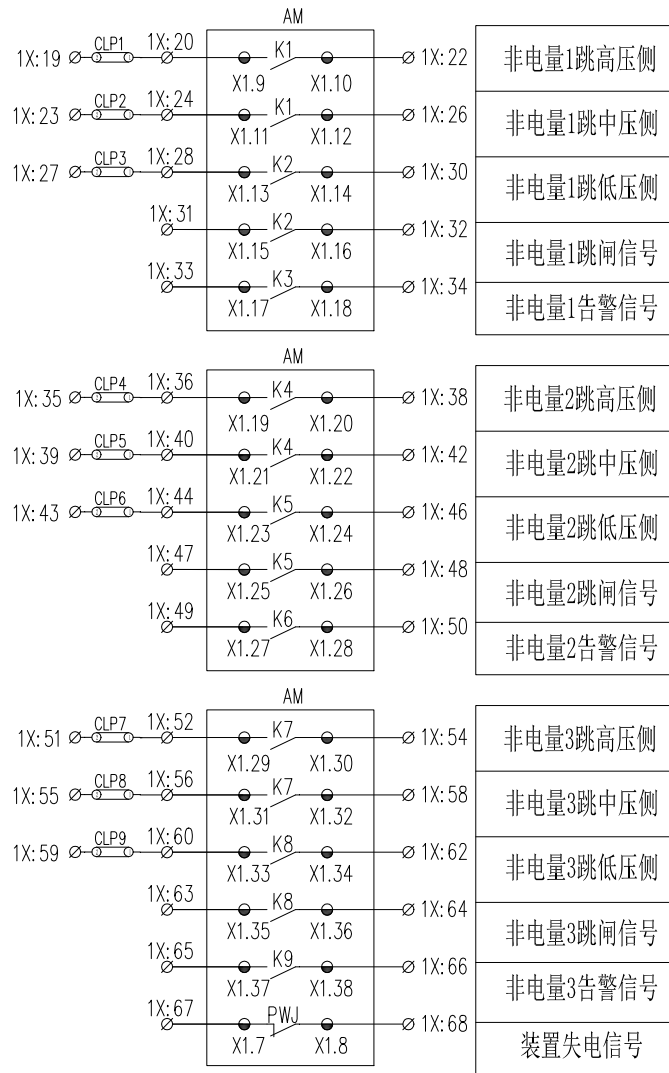 AM
1X:19 CLP1 1X:20 K1 1X:22 非电量1跳高压侧
X1.9 X1.10
1X:23 CLP2 1X:24 K1 1X:26 非电量1跳中压侧
X1.11 X1.12
1X:27 CLP3 1X:28 K2 1X:30 非电量1跳低压侧
X1.13 X1.14
1X:31 K2 1X:32 非电量1跳闸信号
X1.15 X1.16
1X:33 K3 1X:34 非电量1告警信号
X1.17 X1.18
AM
1X:35 CLP4 1X:36 K4 1X:38 非电量2跳高压侧
X1.19 X1.20
1X:39 CLP5 1X:40 K4 1X:42 非电量2跳中压侧
X1.21 X1.22
1X:43 CLP6 1X:44 K5 1X:46 非电量2跳低压侧
X1.23 X1.24
1X:47 K5 1X:48 非电量2跳闸信号
X1.25 X1.26
1X:49 K6 1X:50 非电量2告警信号
X1.27 X1.28
AM
1X:51 CLP7 1X:52 K7 1X:54 非电量3跳高压侧
X1.29 X1.30
1X:55 CLP8 1X:56 K7 1X:58 非电量3跳中压侧
X1.31 X1.32
1X:59 CLP9 1X:60 K8 1X:62 非电量3跳低压侧
X1.33 X1.34
1X:63 K8 1X:64 非电量3跳闸信号
X1.35 X1.36
1X:65 K9 1X:66 非电量3告警信号
X1.37 X1.38
1X:67 PWJ 1X:68 装置失电信号
X1.7 X1.8